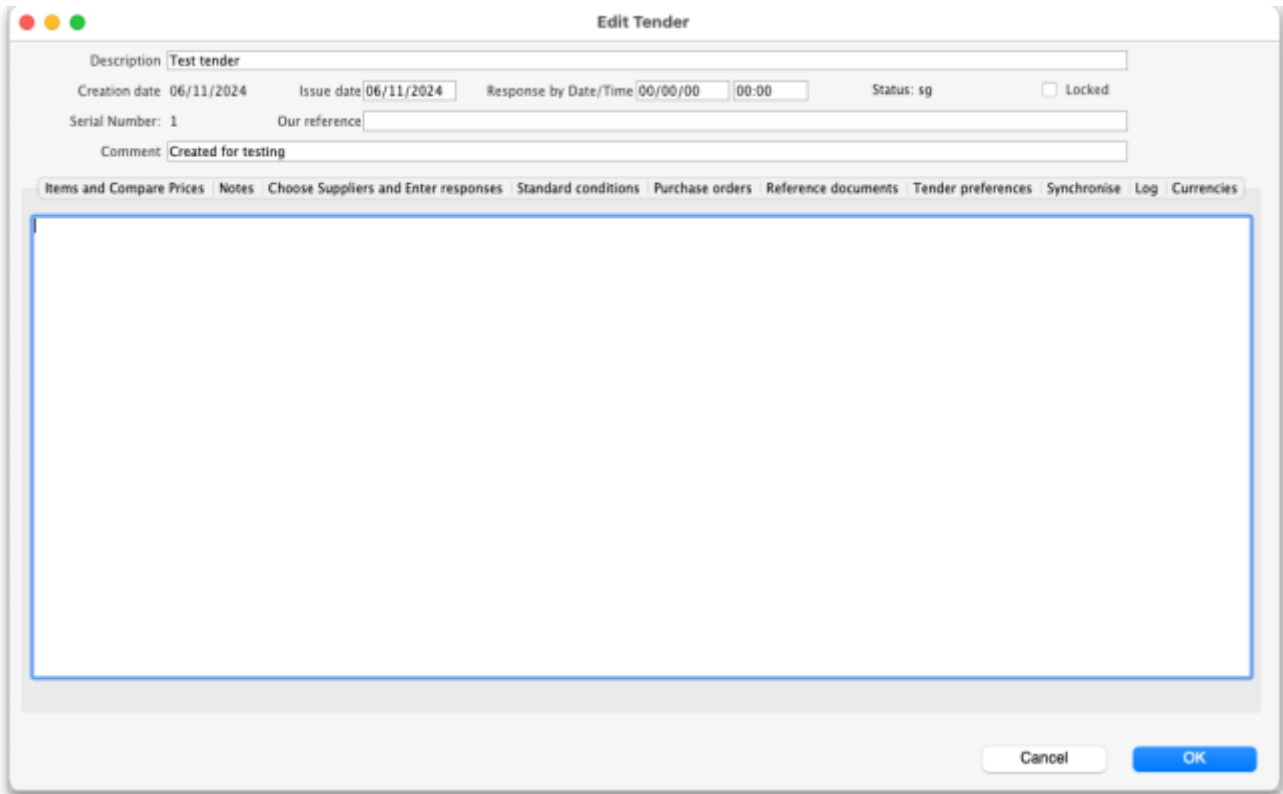 Edit Tender
Description Test tender
Creation date 06/11/2024 Issue date 06/11/2024 Response by Date/Time 00/00/00 00:00 Status: sg Locked
Serial Number: 1 Our reference
Comment Created for testing
Items and Compare Prices Notes Choose Suppliers and Enter responses Standard conditions Purchase orders Reference documents Tender preferences Synchronise Log Currencies
Cancel OK